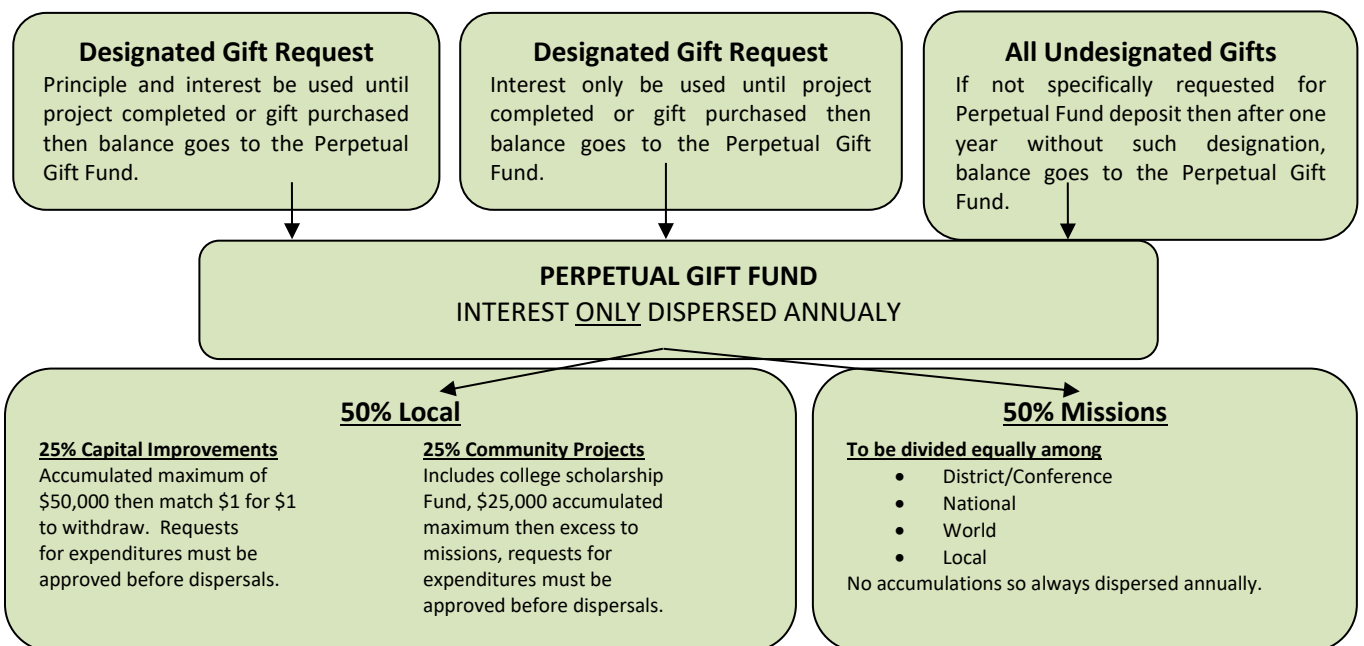 Designated Gift Request
Principle and interest be used until
project completed or gift purchased
then balance goes to the Perpetual
Gift Fund.
Designated Gift Request
Interest only be used until project
completed or gift purchased then
balance goes to the Perpetual Gift
Fund.
All Undesignated Gifts
If not specifically requested for
Perpetual Fund deposit then after one
year without such designation,
balance goes to the Perpetual Gift
Fund.
PERPETUAL GIFT FUND
INTEREST ONLY DISPERSED ANNUALY
50% Local
25% Capital Improvements
Accumulated maximum of
$50,000 then match $1 for $1
to withdraw. Requests
for expenditures must be
approved before dispersals.
25% Community Projects
Includes college scholarship
Fund, $25,000 accumulated
maximum then excess to
missions, requests for
expenditures must be
approved before dispersals.
50% Missions
To be divided equally among
• District/Conference
• National
• World
• Local
No accumulations so always dispersed annually.